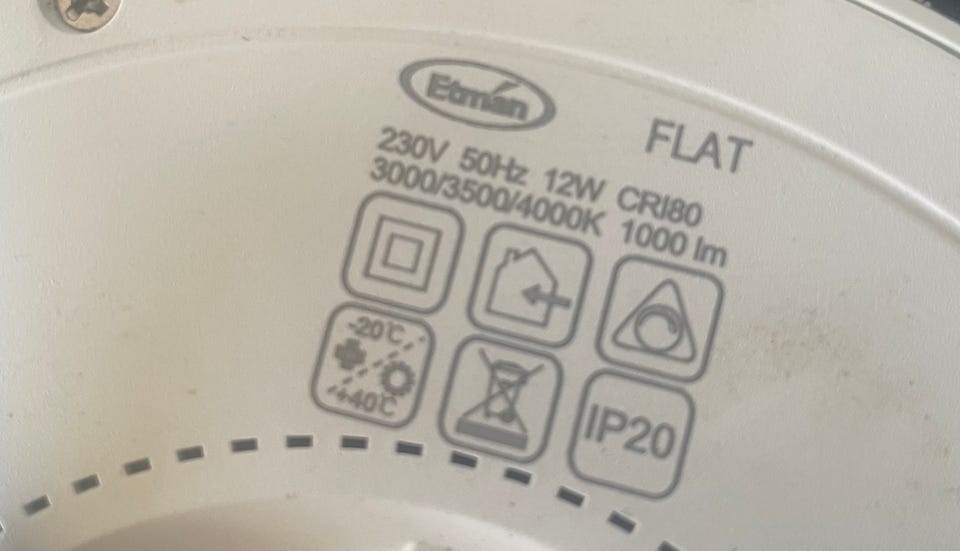 Etman
FLAT
230V 50Hz 12W CRI80
3000/3500/4000K 1000 lm
-20°C
+40°C
IP20